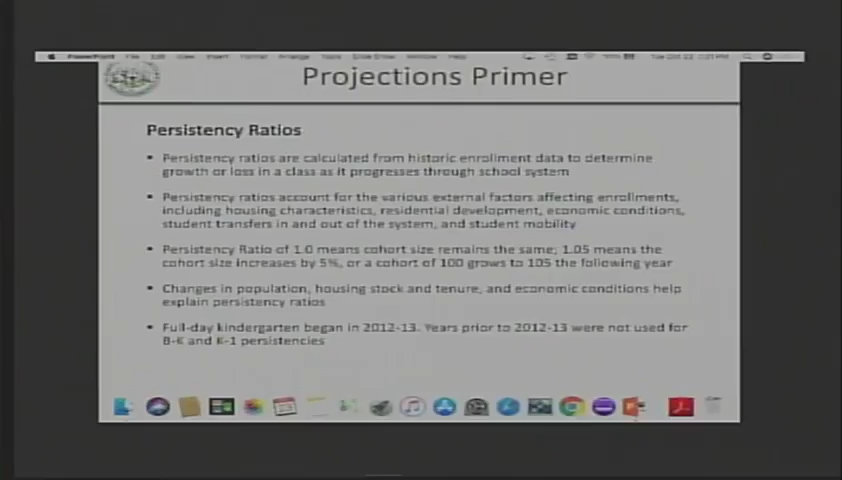 PowerPoint File Edit View Insert Format Arrange Tools Slide Show Window Help
Projections Primer
Persistency Ratios
▪ Persistency ratios are calculated from historic enrollment data to determine
growth or loss in a class as it progresses through school system
▪ Persistency ratios account for the various external factors affecting enrollments,
including housing characteristics, residential development, economic conditions,
student transfers in and out of the system, and student mobility
▪ Persistency Ratio of 1.0 means cohort size remains the same; 1.05 means the
cohort size increases by 5%, or a cohort of 100 grows to 105 the following year
▪ Changes in population, housing stock and tenure, and economic conditions help
explain persistency ratios
▪ Full-day kindergarten began in 2012-13. Years prior to 2012-13 were not used for
B-K and K-1 persistencies